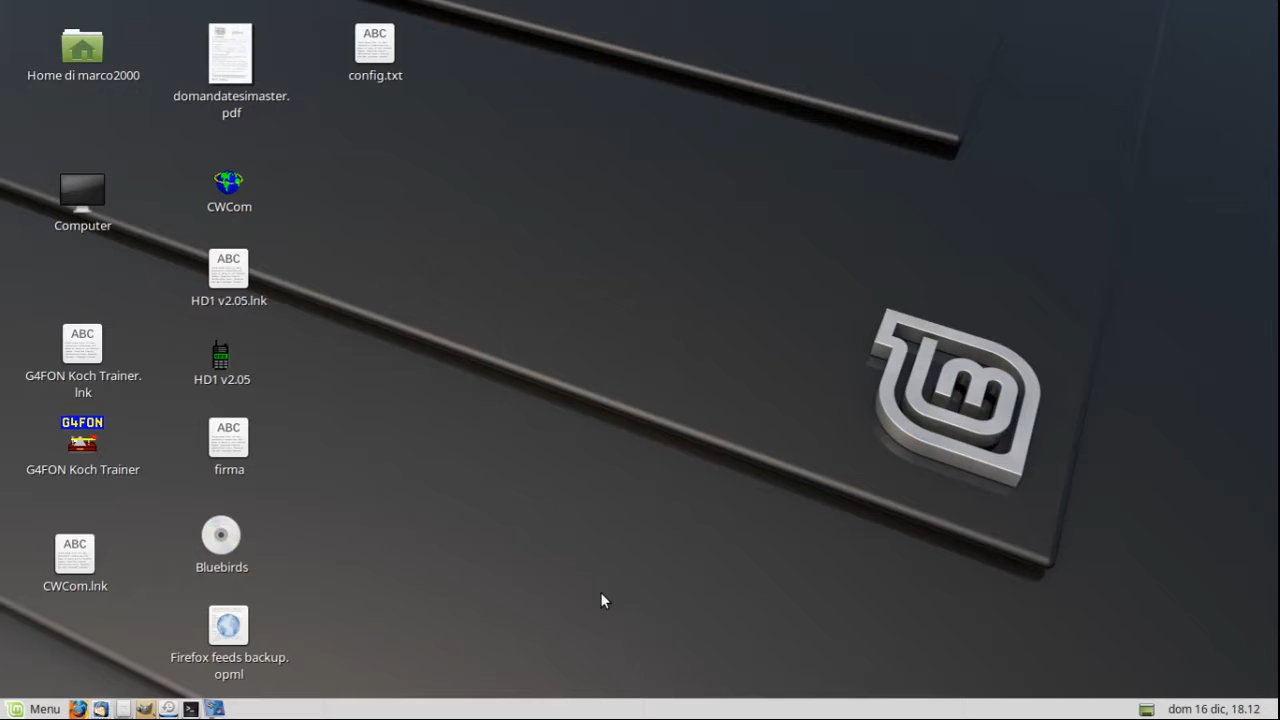 Home di marco2000
Computer
ABC
G4FON Koch Trainer.
lnk
G4FON
G4FON Koch Trainer
ABC
CWCom.lnk
domandatesimaster.
pdf
CWCom
ABC
HD1 v2.05.lnk
HD1 v2.05
ABC
firma
Bluebirds
Firefox feeds backup.
opml
ABC
config.txt
Menu
dom 16 dic, 18.12